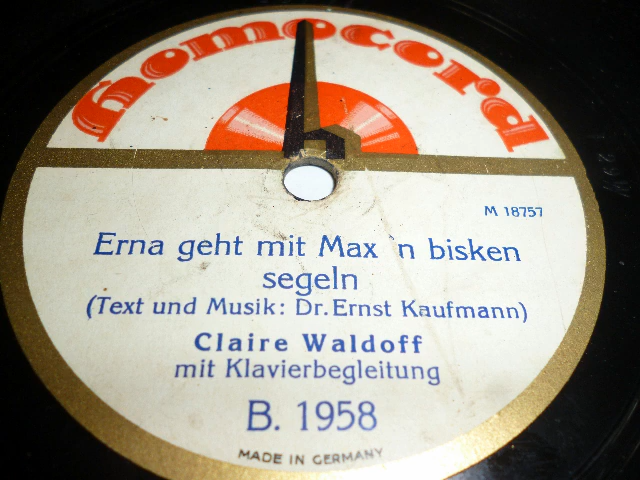 Homocord
M 18757
Erna geht mit Max 'n bisken
segeln
(Text und Musik: Dr. Ernst Kaufmann)
Claire Waldoff
mit Klavierbegleitung
B. 1958
MADE IN GERMANY